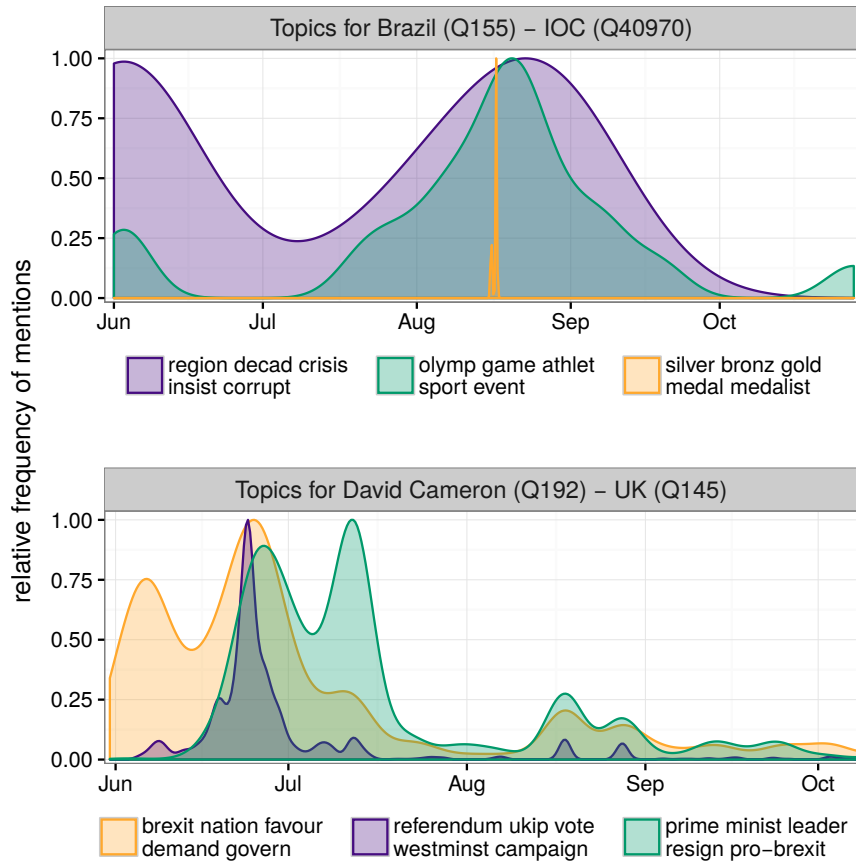 Topics for Brazil (Q155) − IOC (Q40970)
1.00
0.75
0.50
0.25
0.00
Jun Jul Aug Sep Oct
region decad crisis
insist corrupt
olymp game athlet
sport event
silver bronz gold
medal medalist
relative frequency of mentions
Topics for David Cameron (Q192) − UK (Q145)
1.00
0.75
0.50
0.25
0.00
Jun Jul Aug Sep Oct
brexit nation favour
demand govern
referendum ukip vote
westminst campaign
prime minist leader
resign pro−brexit